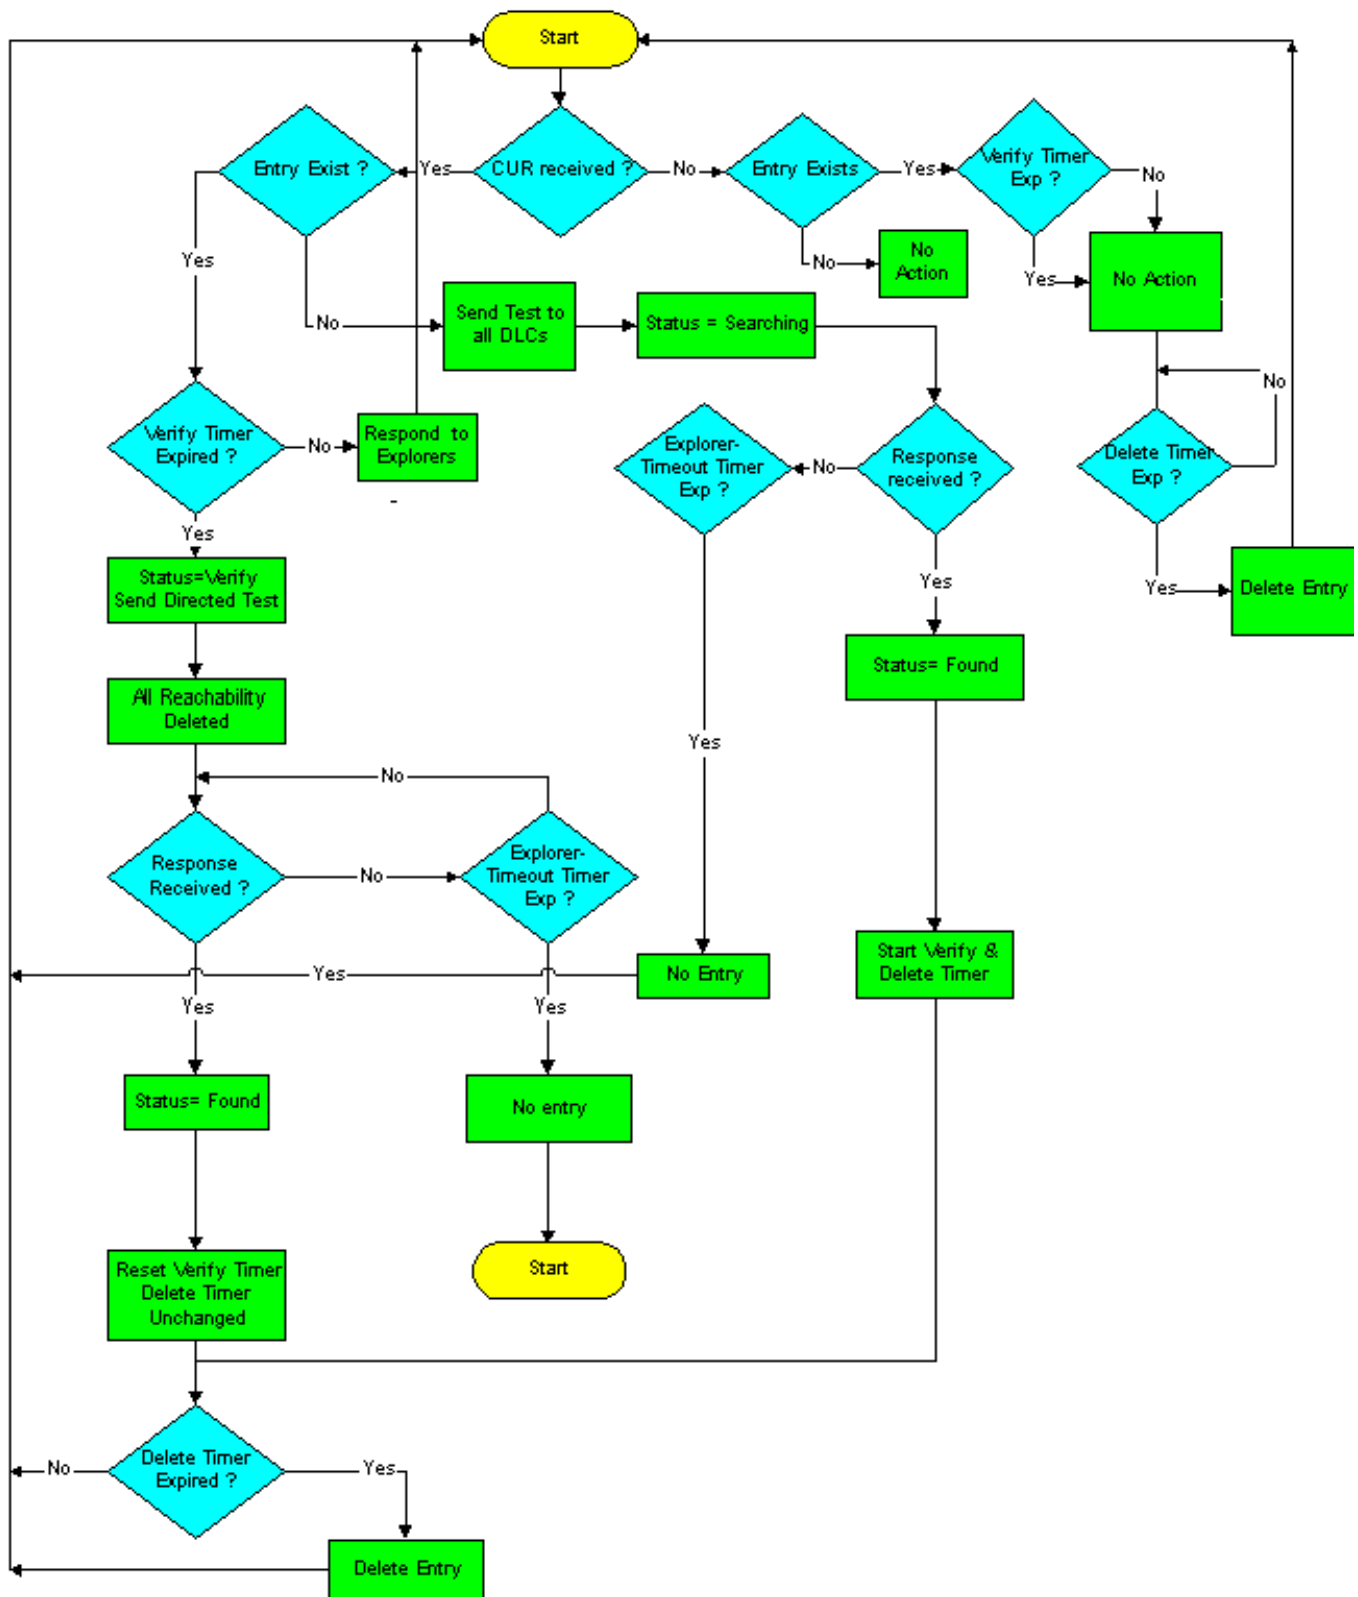 Start
Entry Exist ?
Yes
CUR received ?
No
Entry Exists
Yes
Verify Timer
Exp ?
No
Yes
No
Action
No
Yes
No Action
No
Send Test to
all DLCs
Status = Searching
No
Verify Timer
Expired ?
No
Respond to
Explorers
Explorer-
Timeout Timer
Exp ?
No
Response
received ?
Delete Timer
Exp ?
Yes
Status=Verify
Send Directed Test
Yes
Yes
Delete Entry
Status= Found
All Reachability
Deleted
Yes
No
Response
Received ?
No
Explorer-
Timeout Timer
Exp ?
Start Verify &
Delete Timer
Yes
No Entry
Yes
Yes
Status= Found
No entry
Start
Reset Verify Timer
Delete Timer
Unchanged
No
Delete Timer
Expired ?
Yes
Delete Entry